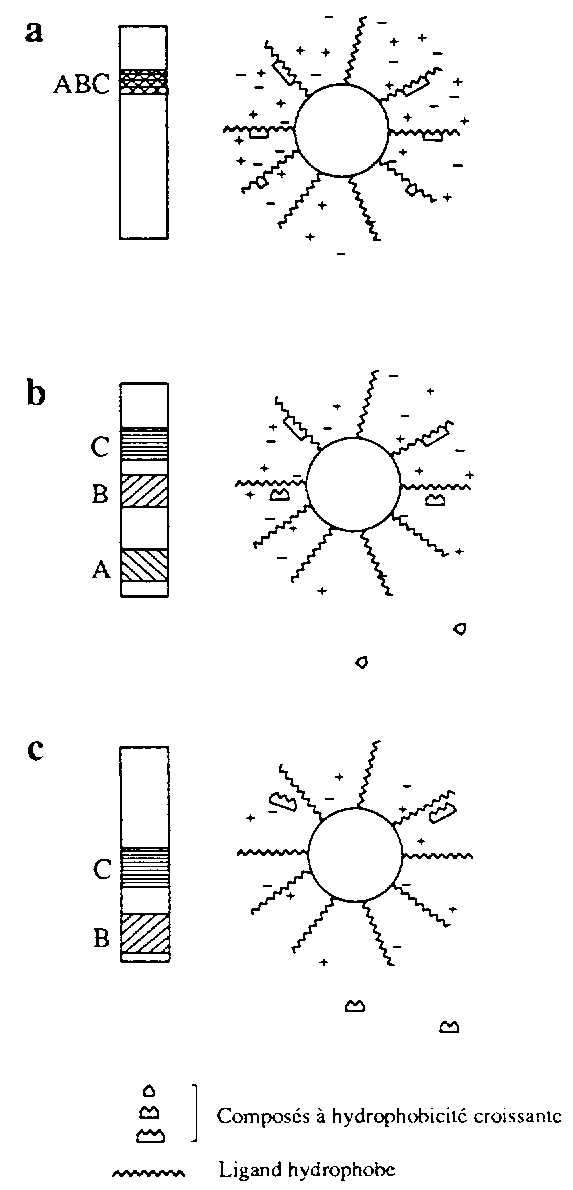 a
ABC
b
C
B
A
c
C
B
Composés à hydrophobicité croissante
Ligand hydrophobe